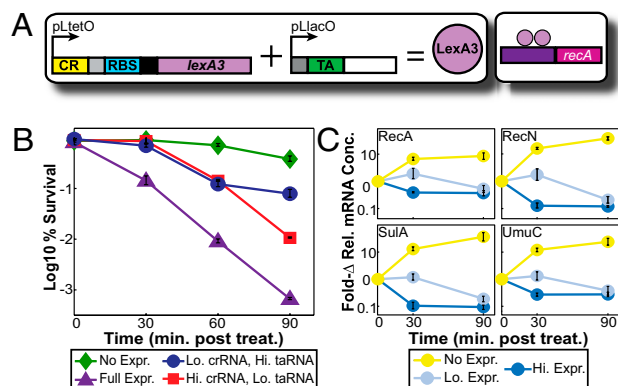 A
pLtetO
CR
RBS
lexA3
+
pLlacO
TA
=
LexA3
recA
B
Log10 % Survival
0
-1
-2
-3
0
30
60
90
Time (min. post treat.)
No Expr.
Lo. crRNA, Hi. taRNA
Full Expr.
Hi. crRNA, Lo. taRNA
C
Fold-Δ Rel. mRNA Conc.
RecA
RecN
10
0
0.1
SulA
UmuC
10
0
0.1
0
30
90
0
30
90
Time (min. post treat.)
No Expr.
Lo. Expr.
Hi. Expr.